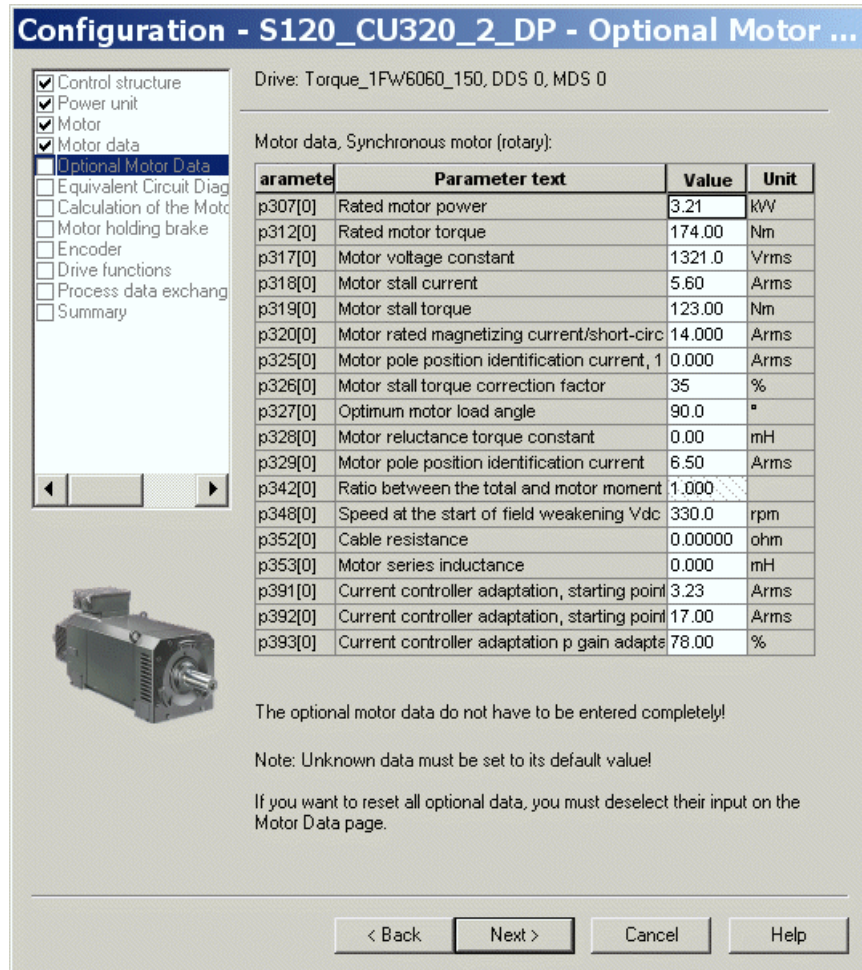 Configuration - S120_CU320_2_DP - Optional Motor ...
Control structure
Power unit
Motor
Motor data
Optional Motor Data
Equivalent Circuit Diag
Calculation of the Moto
Motor holding brake
Encoder
Drive functions
Process data exchang
Summary
Drive: Torque_1FW6060_150, DDS 0, MDS 0
Motor data, Synchronous motor (rotary):
aramete Parameter text Value Unit
p307[0] Rated motor power 3.21 kW
p312[0] Rated motor torque 174.00 Nm
p317[0] Motor voltage constant 1321.0 Vrms
p318[0] Motor stall current 5.60 Arms
p319[0] Motor stall torque 123.00 Nm
p320[0] Motor rated magnetizing current/short-circ 14.000 Arms
p325[0] Motor pole position identification current, 1 0.000 Arms
p326[0] Motor stall torque correction factor 35 %
p327[0] Optimum motor load angle 90.0 °
p328[0] Motor reluctance torque constant 0.00 mH
p329[0] Motor pole position identification current 6.50 Arms
p342[0] Ratio between the total and motor moment 1.000
p348[0] Speed at the start of field weakening Vdc 330.0 rpm
p352[0] Cable resistance 0.00000 ohm
p353[0] Motor series inductance 0.000 mH
p391[0] Current controller adaptation, starting point 3.23 Arms
p392[0] Current controller adaptation, starting point 17.00 Arms
p393[0] Current controller adaptation p gain adapta 78.00 %
The optional motor data do not have to be entered completely!
Note: Unknown data must be set to its default value!
If you want to reset all optional data, you must deselect their input on the
Motor Data page.
< Back Next > Cancel Help